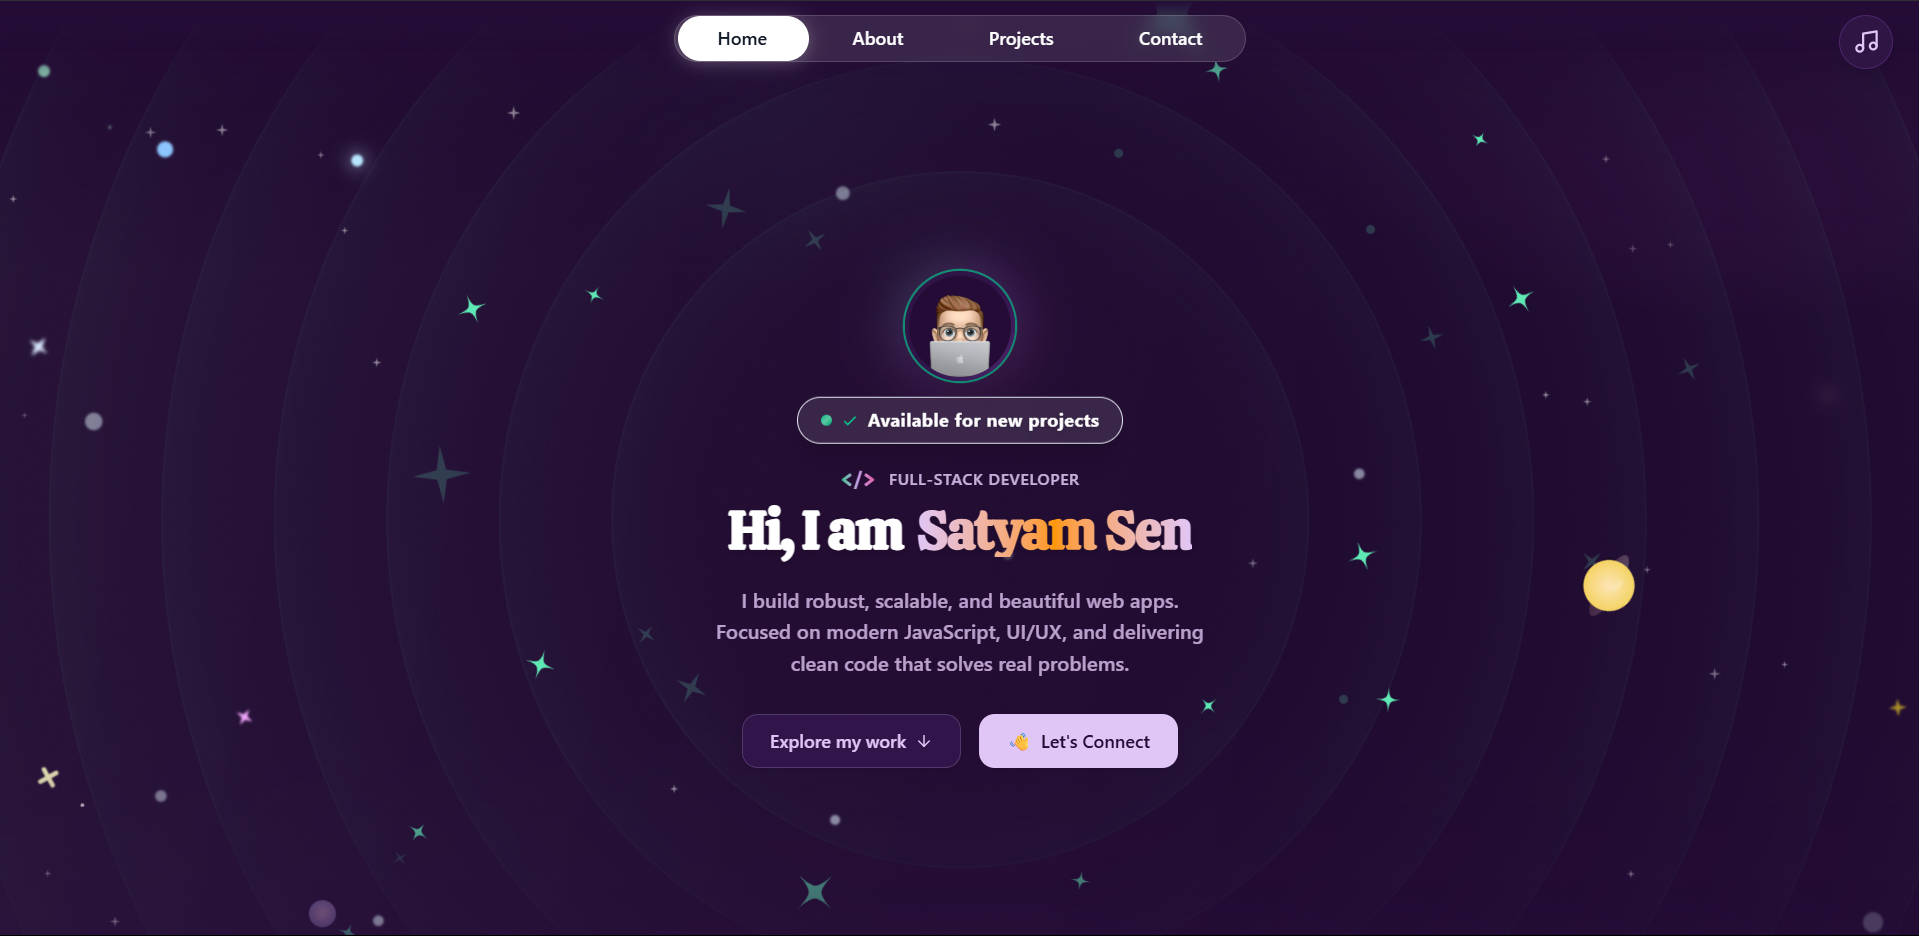 Home
About
Projects
Contact
Available for new projects
</> FULL-STACK DEVELOPER
Hi, I am Satyam Sen
I build robust, scalable, and beautiful web apps.
Focused on modern JavaScript, UI/UX, and delivering
clean code that solves real problems.
Explore my work ↓
Let's Connect